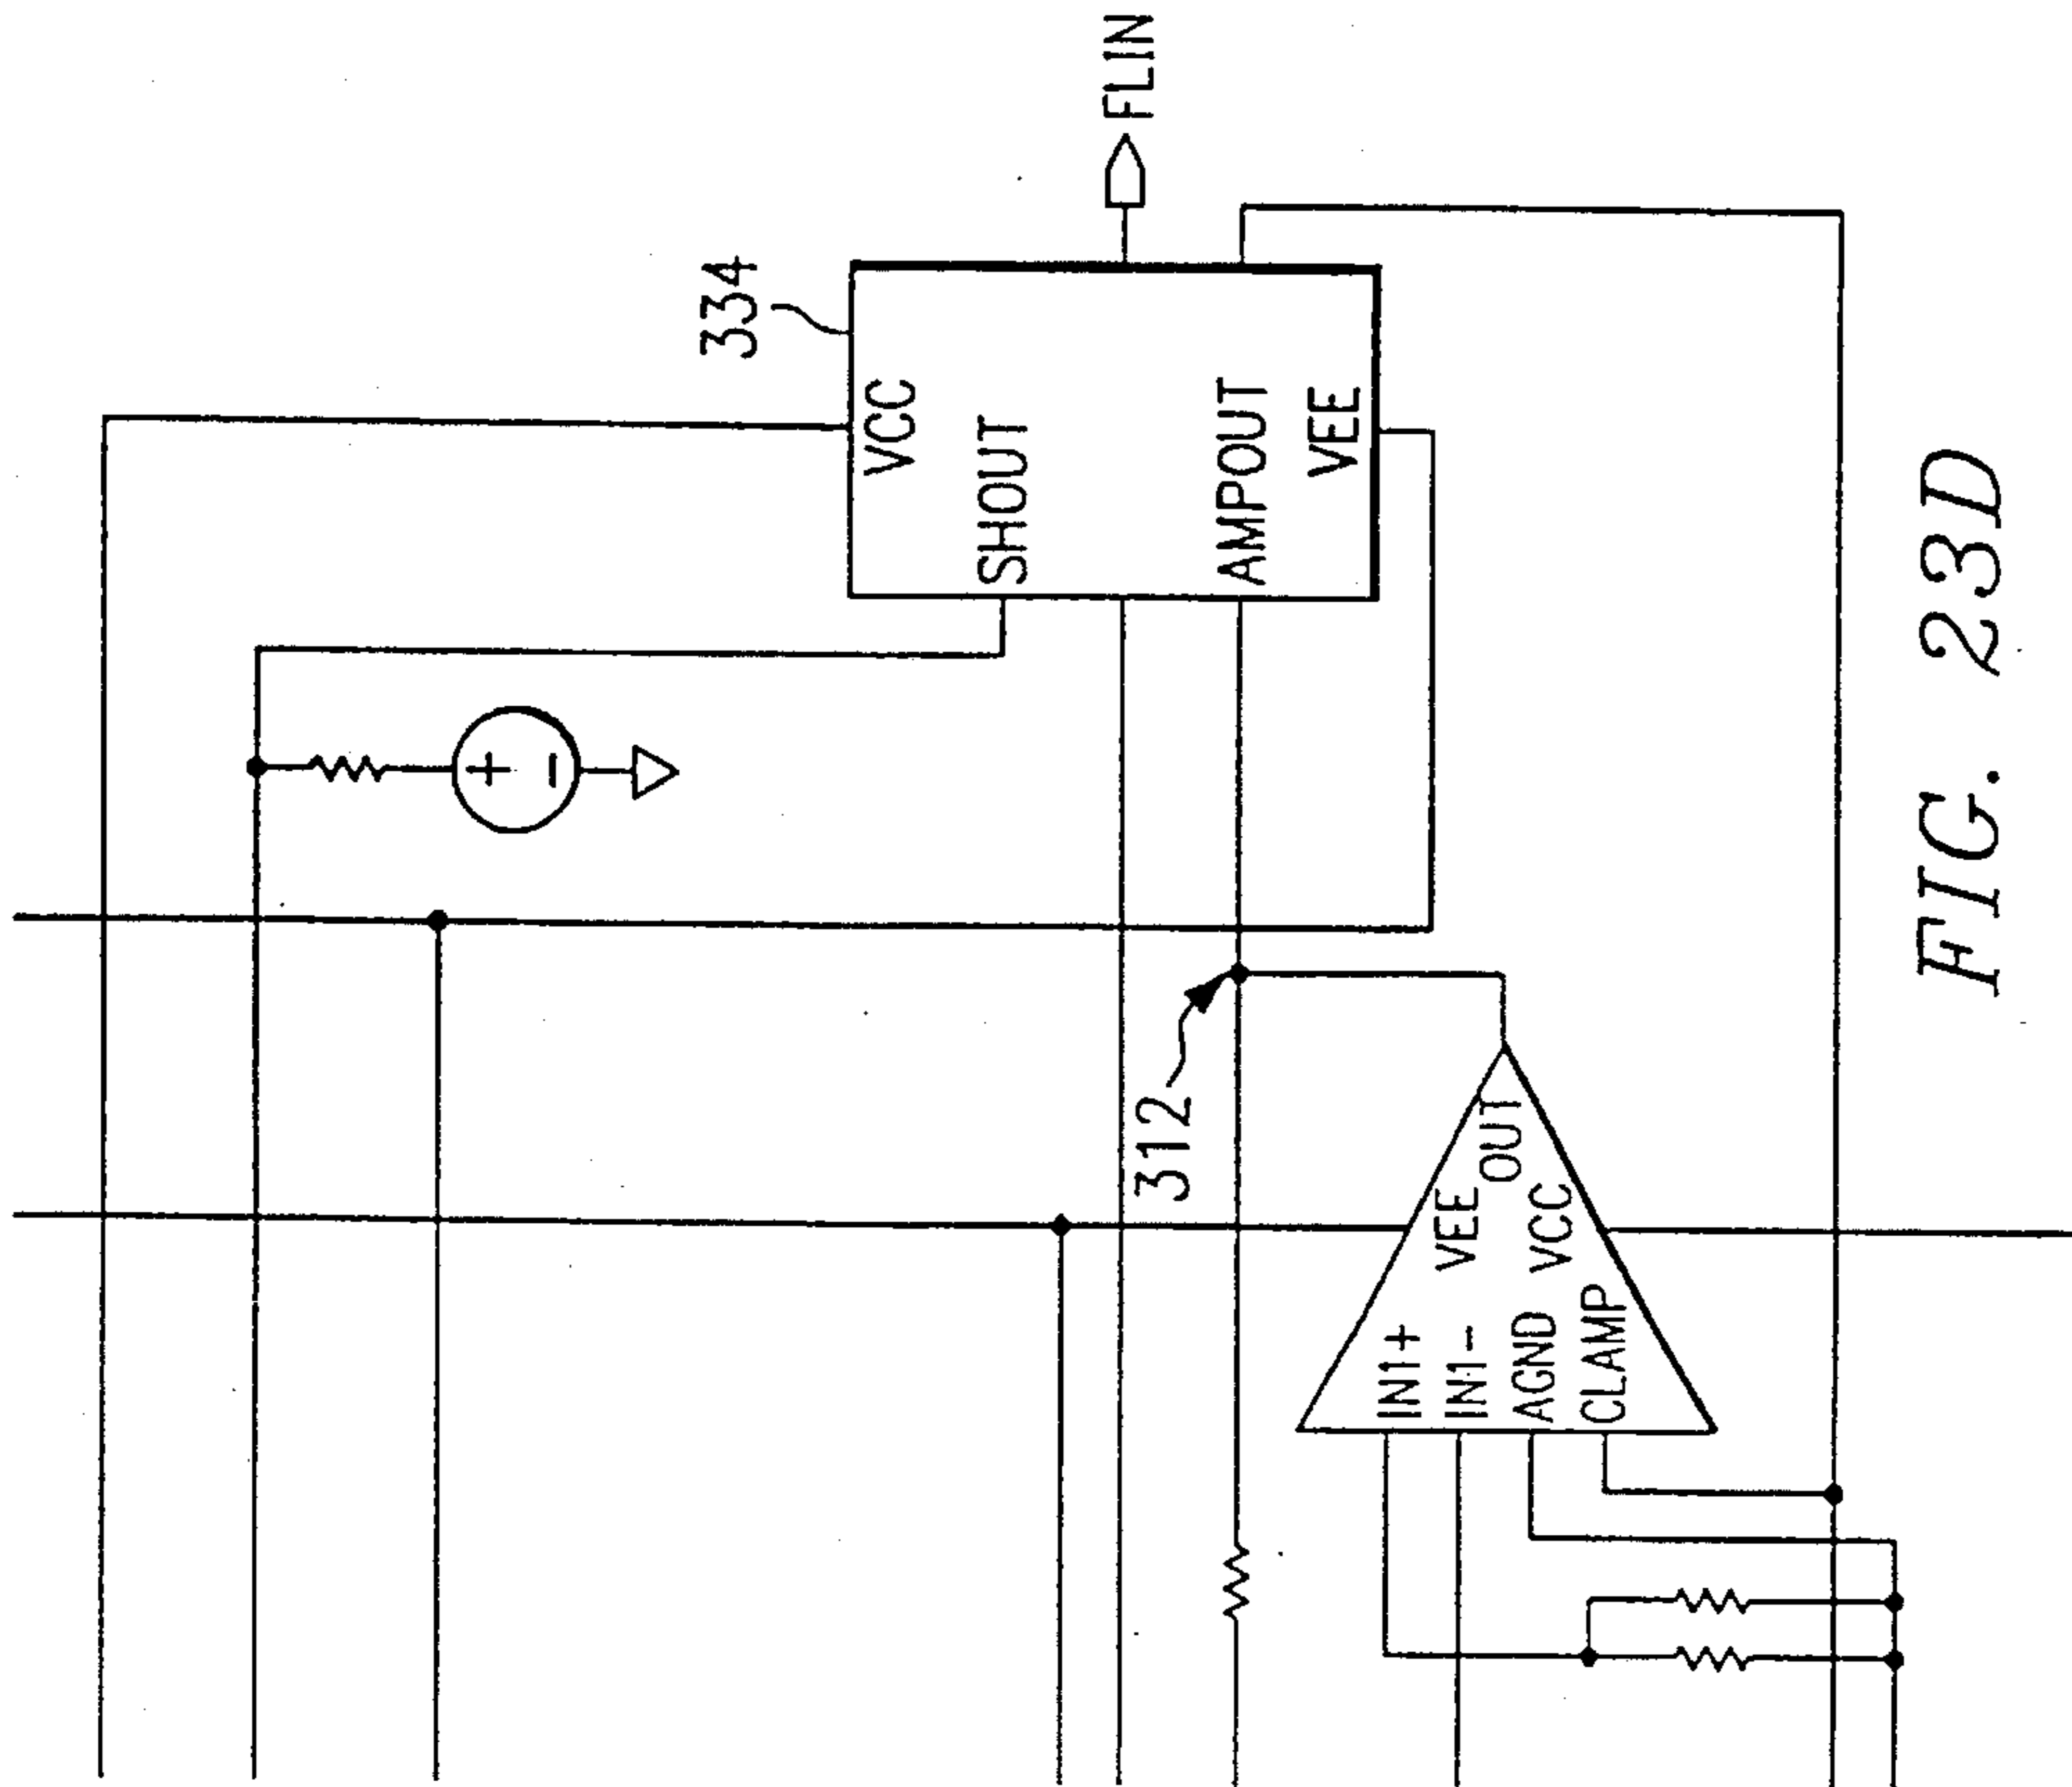 FLIN
334
VCC
SHOUT
AMPOUT
VEE
+
-
312
OUT
VEE
VCC
IN1+
IN1-
AGND
CLAMP
FIG. 23D